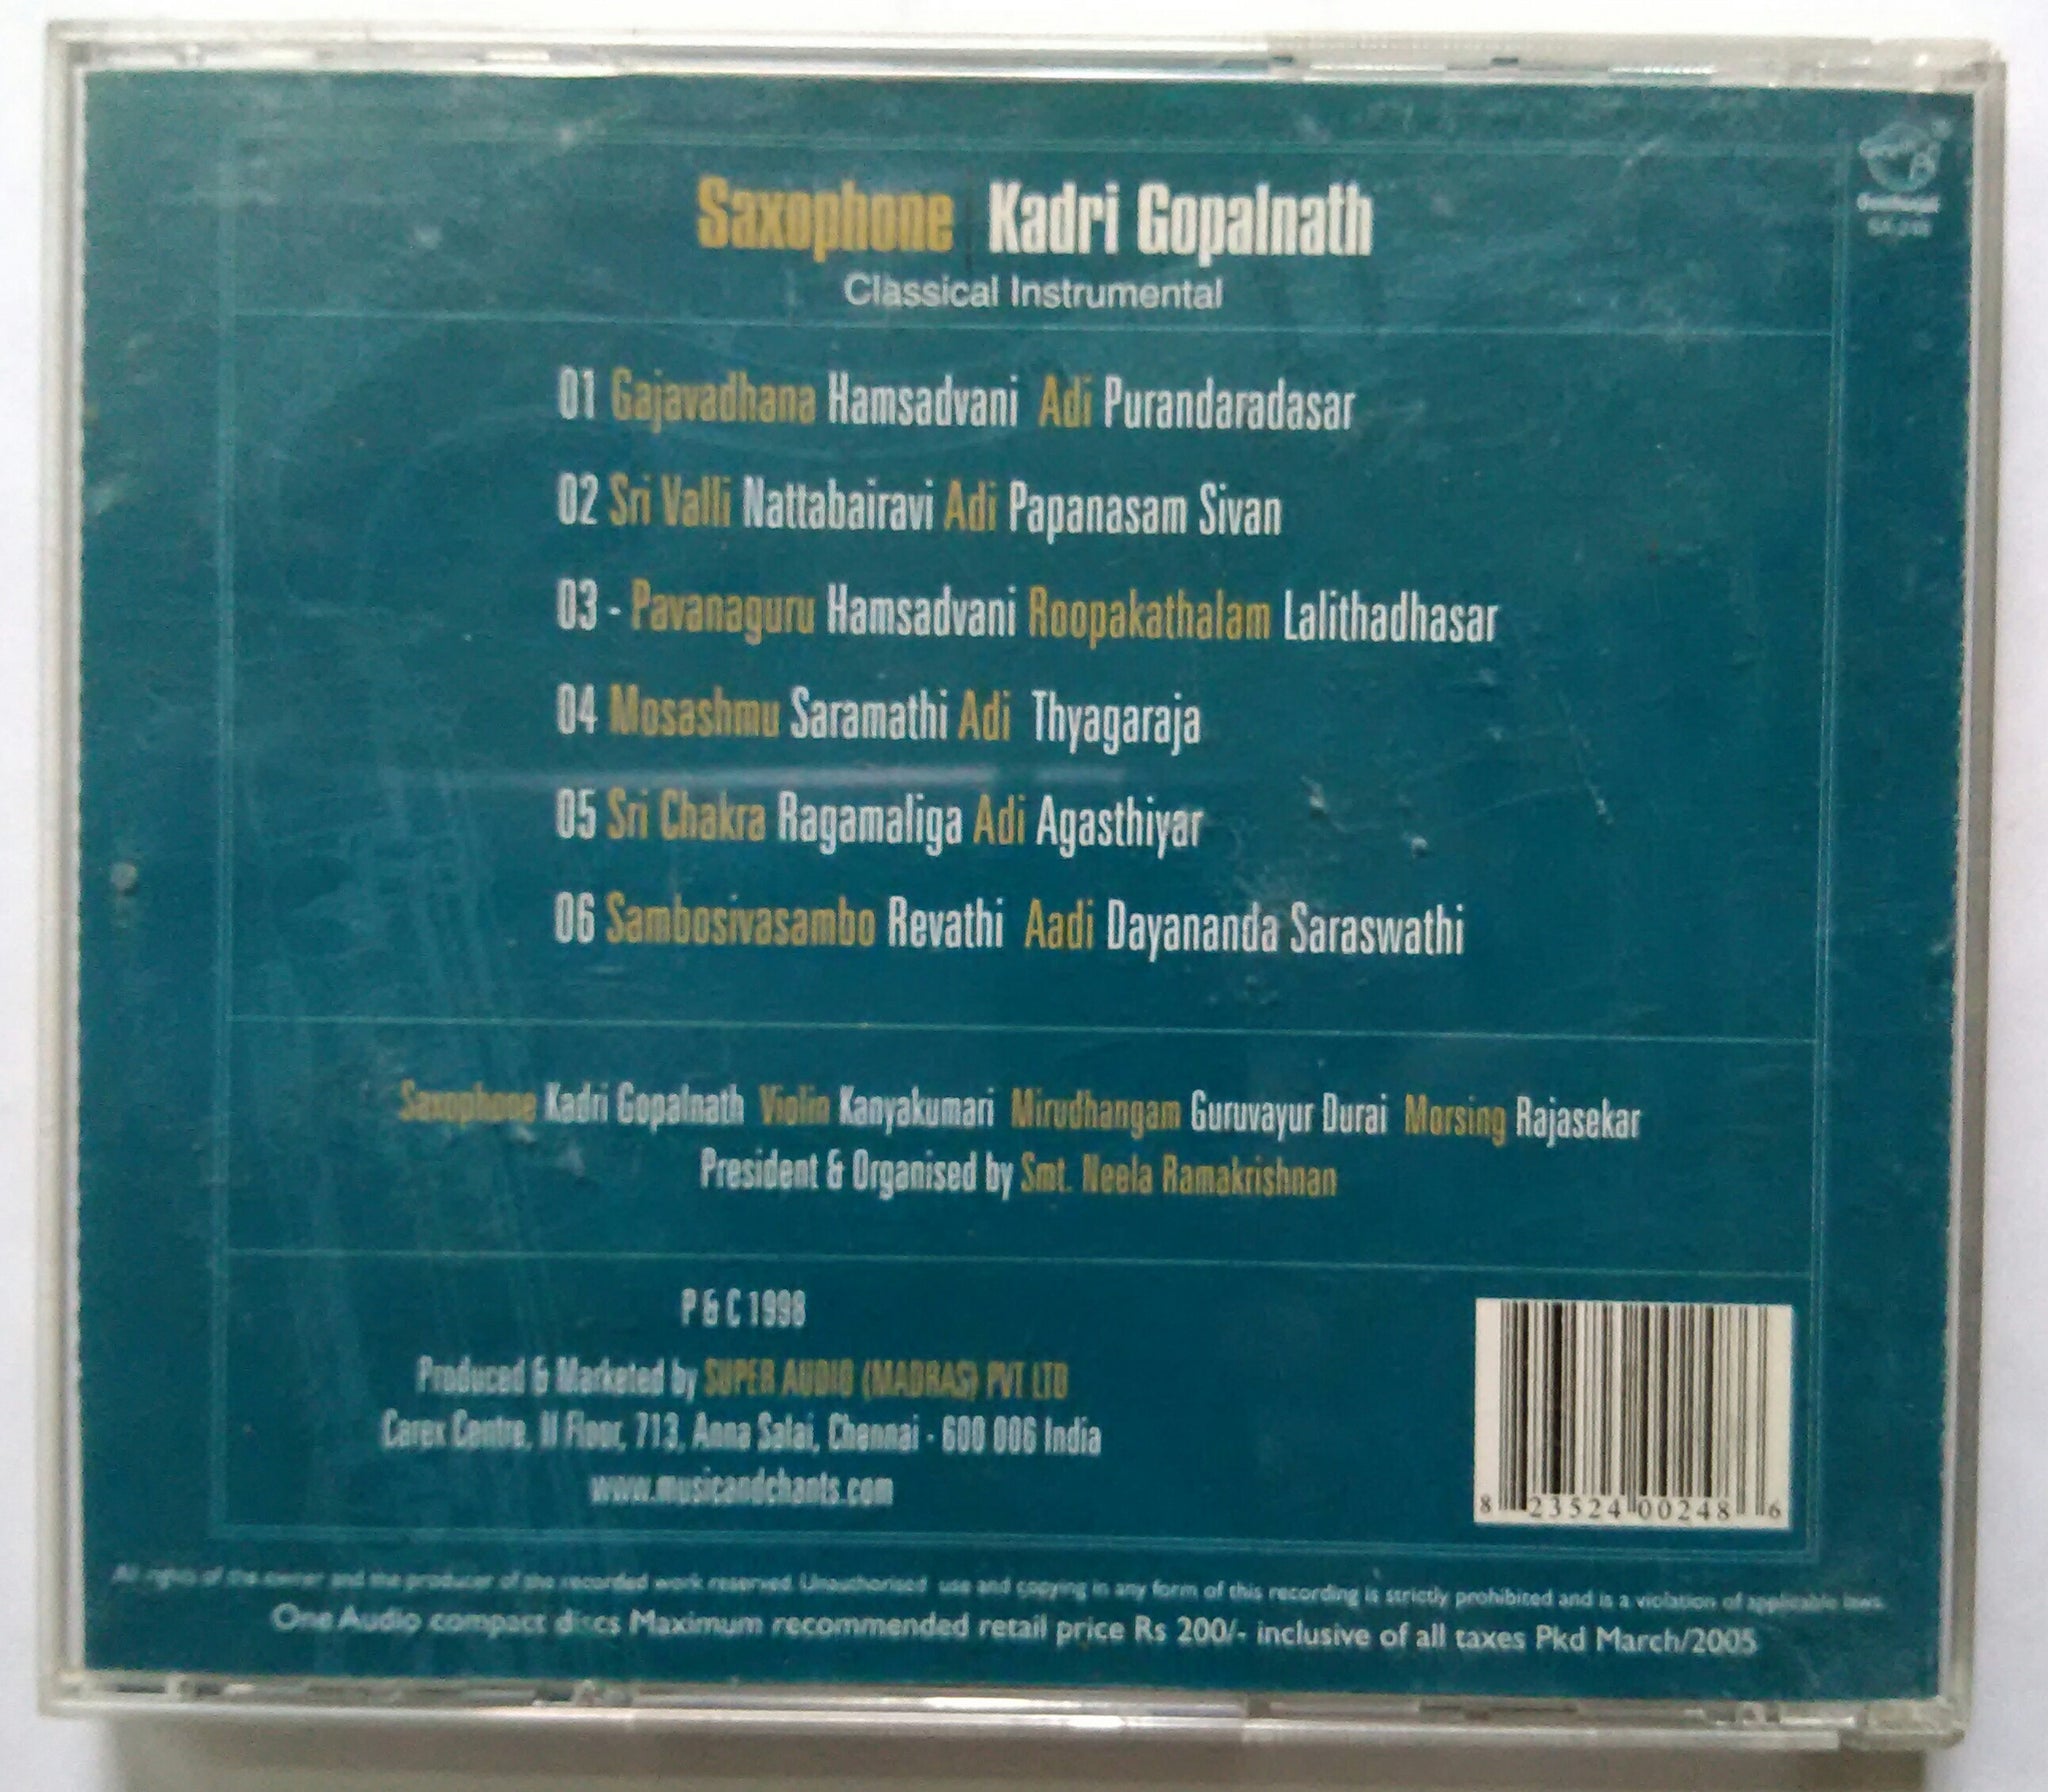 Saxophone Kadri Gopalnath
Classical Instrumental
01 Gajavadhana Hamsadvani Adi Purandaradasar
02 Sri Valli Nattabairavi Adi Papanasam Sivan
03 - Pavanaguru Hamsadvani Roopakathalam Lalithadhasar
04 Mosashmu Saramathi Adi Thyagaraja
05 Sri Chakra Ragamaliga Adi Agasthiyar
06 Sambosivasambo Revathi Aadi Dayananda Saraswathi
Saxophone Kadri Gopalnath Violin Kanyakumari Mirudhangam Guruvayur Durai Morsing Rajasekar
President & Organised by Smt. Neela Ramakrishnan
P & C 1998
Produced & Marketed by SUPER AUDIO (MADRAS) PVT LTD
Carex Centre, II Floor, 713, Anna Salai, Chennai - 600 006 India
www.musicandchants.com
8 23524 00248 6
All rights of the owner and the producer of the recorded work reserved. Unauthorised use and copying in any form of this recording is strictly prohibited and is a violation of applicable laws.
One Audio compact discs Maximum recommended retail price Rs 200/- inclusive of all taxes Pkd March/2005